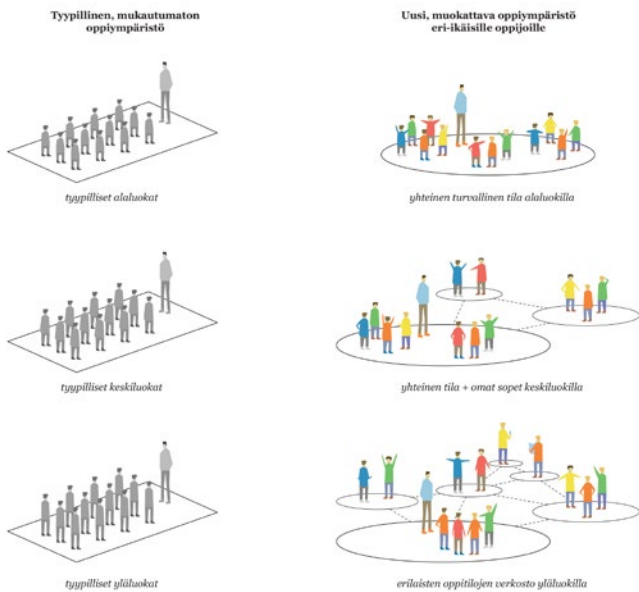 Tyypillinen, mukautumaton
oppiympäristö
Uusi, muokattava oppiympäristö
eri-ikäisille oppijoille
tyypilliset alaluokat
yhteinen turvallinen tila alaluokilla
tyypilliset keskiluokat
yhteinen tila + omat sopet keskiluokilla
tyypilliset yläluokat
erilaisten oppitilojen verkosto yläluokilla